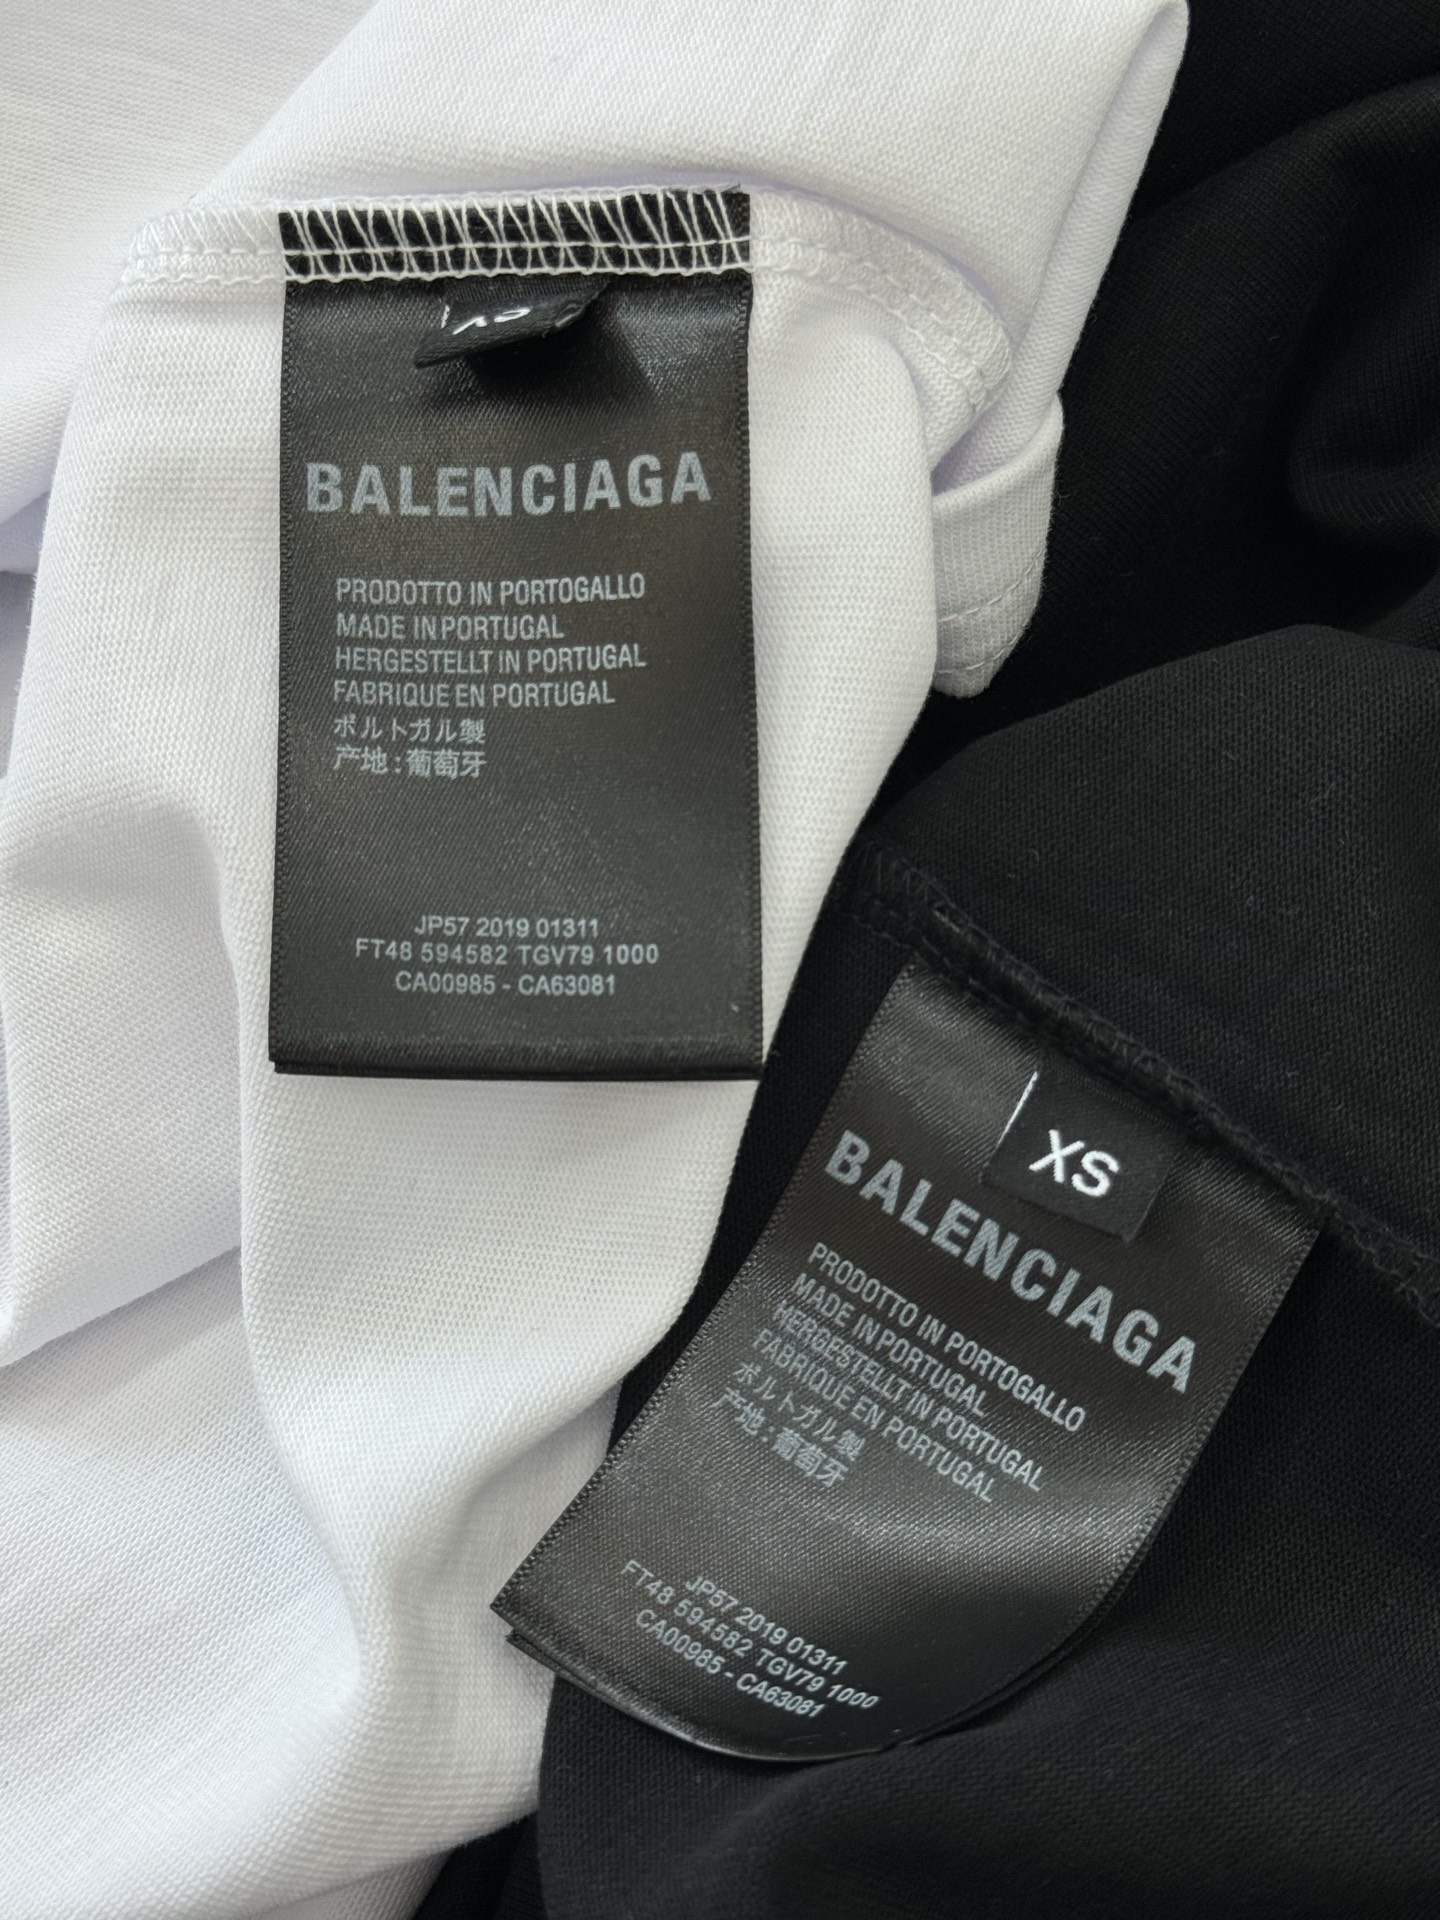 BALENCIAGA
PRODOTTO IN PORTOGALLO
MADE IN PORTUGAL
HERGESTELLT IN PORTUGAL
FABRIQUE EN PORTUGAL
ポルトガル製
产地:葡萄牙
JP57 2019 01311
FT48 594582 TGV79 1000
CA00985 - CA63081
XS
BALENCIAGA
PRODOTTO IN PORTOGALLO
MADE IN PORTUGAL
HERGESTELLT IN PORTUGAL
FABRIQUE EN PORTUGAL
ポルトガル製
产地:葡萄牙
JP57 2019 01311
FT48 594582 TGV79 1000
CA00985 - CA63081